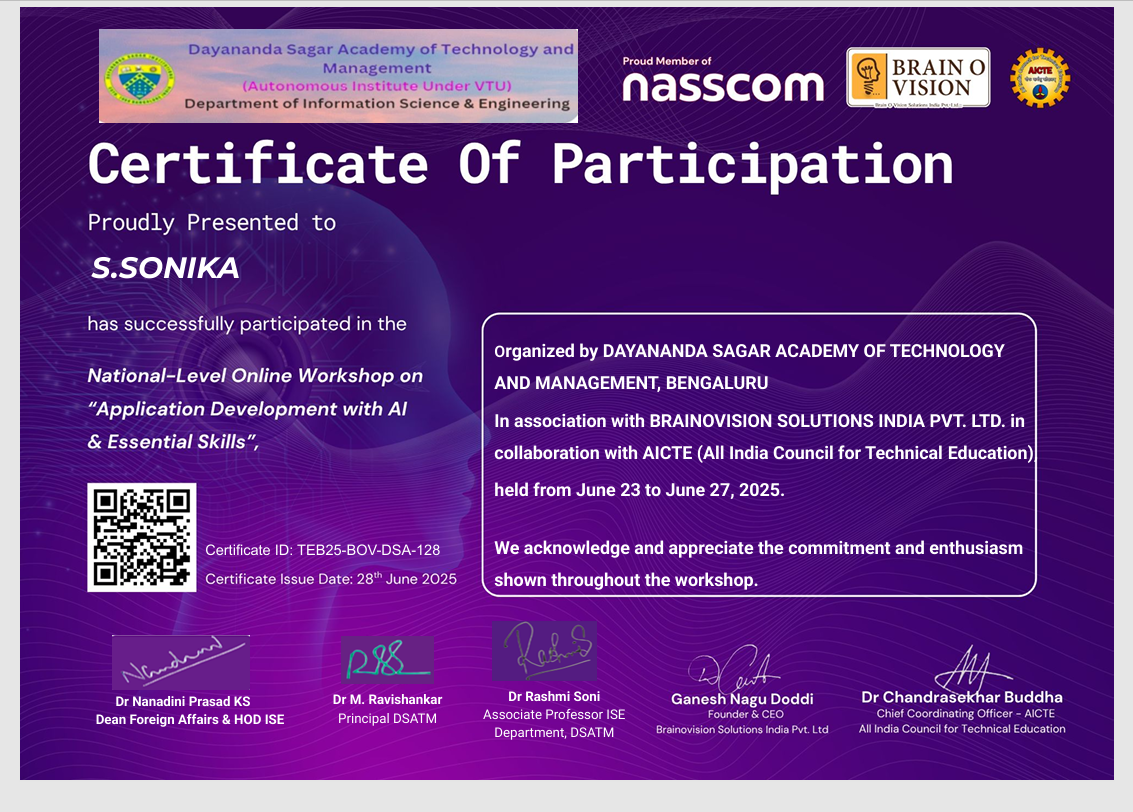 Dayananda Sagar Academy of Technology and
Management
(Autonomous Institute Under VTU)
Department of Information Science & Engineering
Proud Member of
nasscom
BRAIN O
VISION
Brain O Vision Solutions India Pvt. Ltd.
AICTE
Certificate Of Participation
Proudly Presented to
S.SONIKA
has successfully participated in the
National-Level Online Workshop on
“Application Development with AI
& Essential Skills”,
Certificate ID: TEB25-BOV-DSA-128
Certificate Issue Date: 28th June 2025
Organized by DAYANANDA SAGAR ACADEMY OF TECHNOLOGY
AND MANAGEMENT, BENGALURU
In association with BRAINOVISION SOLUTIONS INDIA PVT. LTD. in
collaboration with AICTE (All India Council for Technical Education)
held from June 23 to June 27, 2025.
We acknowledge and appreciate the commitment and enthusiasm
shown throughout the workshop.
Dr Nanadini Prasad KS
Dean Foreign Affairs & HOD ISE
Dr M. Ravishankar
Principal DSATM
Dr Rashmi Soni
Associate Professor ISE
Department, DSATM
Ganesh Nagu Doddi
Founder & CEO
Brainovision Solutions India Pvt. Ltd
Dr Chandrasekhar Buddha
Chief Coordinating Officer - AICTE
All India Council for Technical Education